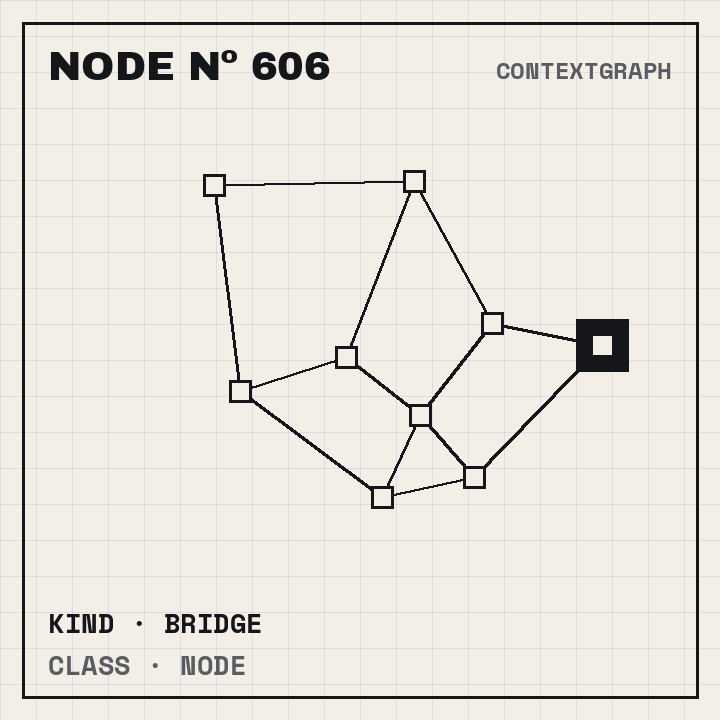 NODE Nº 606
CONTEXTGRAPH
KIND · BRIDGE
CLASS · NODE